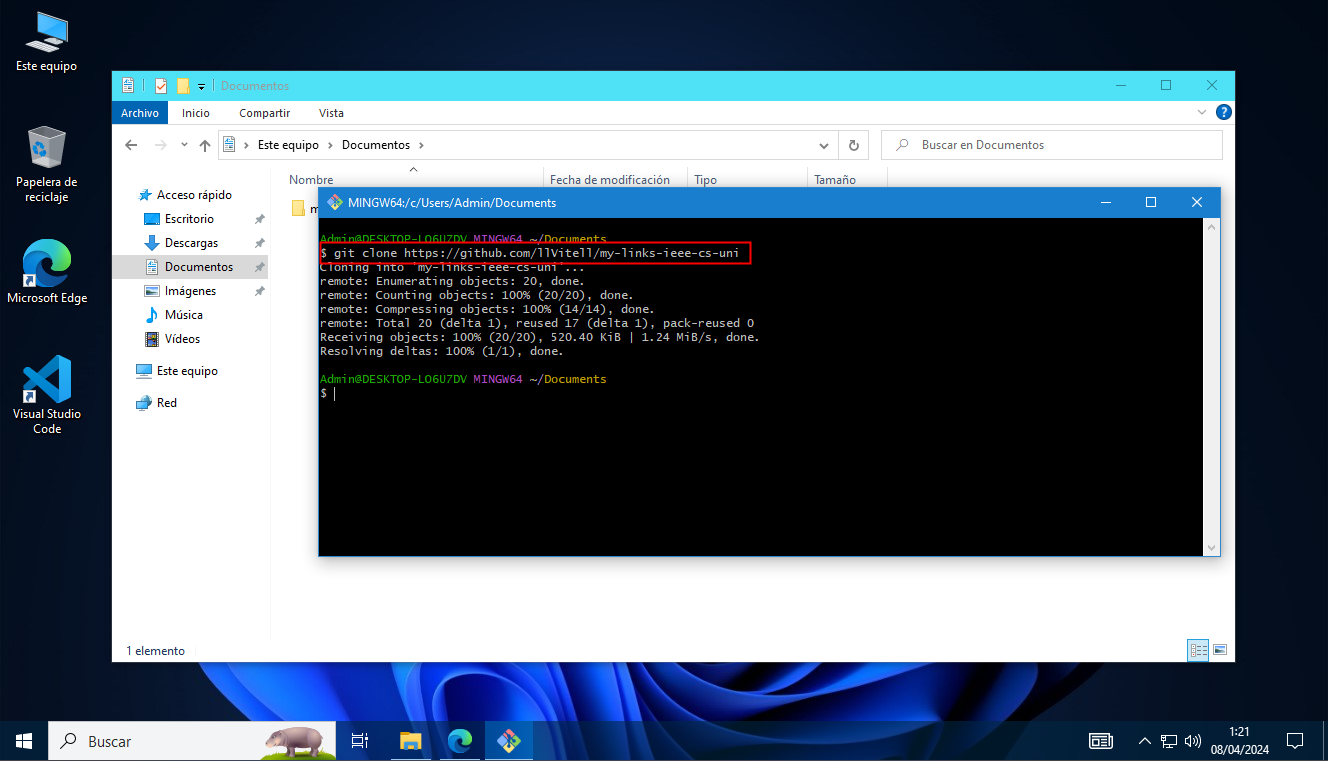 Este equipo
Papelera de
reciclaje
Microsoft Edge
Visual Studio
Code
Documentos
Archivo Inicio Compartir Vista
Este equipo Documentos
Buscar en Documentos
Nombre Fecha de modificación Tipo Tamaño
Acceso rápido
Escritorio
Descargas
Documentos
Imágenes
Música
Vídeos
Este equipo
Red
MINGW64:/c/Users/Admin/Documents
Admin@DESKTOP-LO6U7DV MINGW64 ~/Documents
$ git clone https://github.com/llVitell/my-links-ieee-cs-uni
Cloning into 'my-links-ieee-cs-uni'...
remote: Enumerating objects: 20, done.
remote: Counting objects: 100% (20/20), done.
remote: Compressing objects: 100% (14/14), done.
remote: Total 20 (delta 1), reused 17 (delta 1), pack-reused 0
Receiving objects: 100% (20/20), 520.40 KiB | 1.24 MiB/s, done.
Resolving deltas: 100% (1/1), done.
Admin@DESKTOP-LO6U7DV MINGW64 ~/Documents
$
1 elemento
Buscar
1:21
08/04/2024